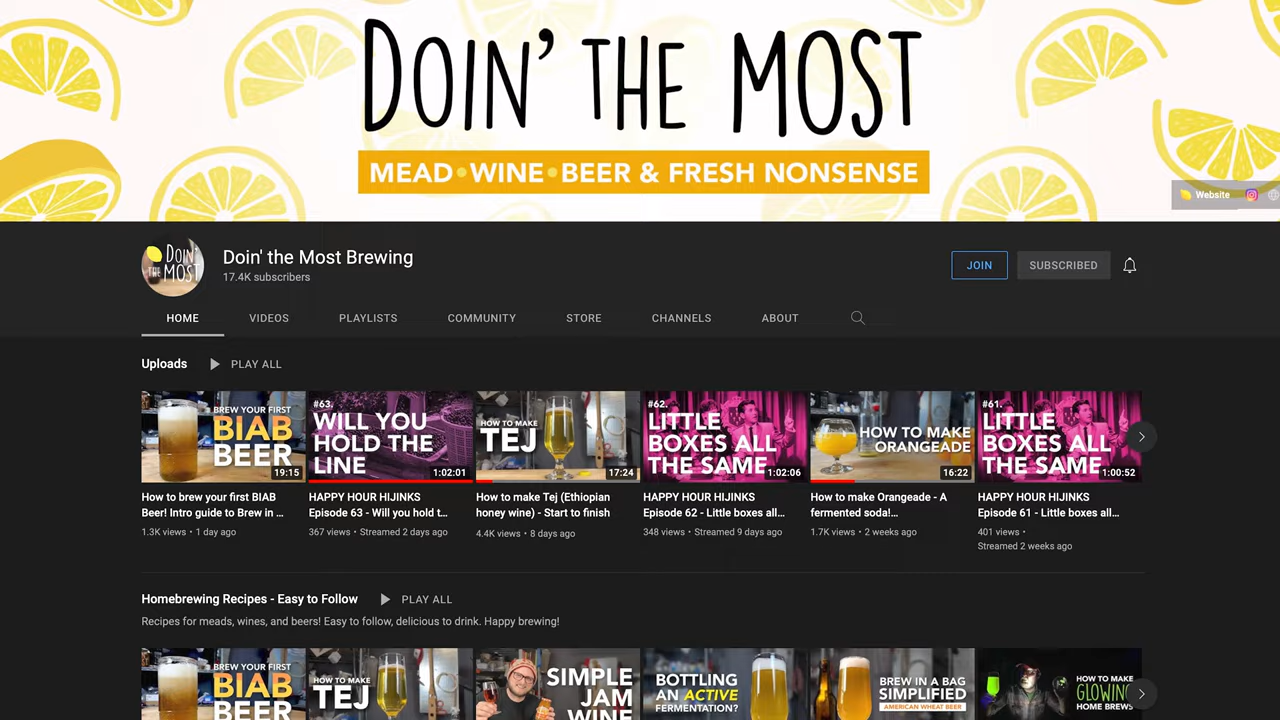 DOIN' THE MOST
MEAD•WINE•BEER & FRESH NONSENSE
Website
DOIN'
THE MOST
Doin' the Most Brewing
17.4K subscribers
JOIN
SUBSCRIBED
HOME
VIDEOS
PLAYLISTS
COMMUNITY
STORE
CHANNELS
ABOUT
Uploads
PLAY ALL
BREW YOUR FIRST
BIAB
BEER
19:15
How to brew your first BIAB
Beer! Intro guide to Brew in ...
1.3K views • 1 day ago
#63.
WILL YOU
HOLD THE
LINE
1:02:01
HAPPY HOUR HIJINKS
Episode 63 - Will you hold t...
367 views • Streamed 2 days ago
HOW TO MAKE
TEJ
17:24
How to make Tej (Ethiopian
honey wine) - Start to finish
4.4K views • 8 days ago
#62.
LITTLE
BOXES ALL
THE SAME
1:02:06
HAPPY HOUR HIJINKS
Episode 62 - Little boxes all...
348 views • Streamed 9 days ago
HOW TO MAKE
ORANGEADE
16:22
How to make Orangeade - A
fermented soda!...
1.7K views • 2 weeks ago
#61.
LITTLE
BOXES ALL
THE SAME
1:00:52
HAPPY HOUR HIJINKS
Episode 61 - Little boxes all...
401 views •
Streamed 2 weeks ago
Homebrewing Recipes - Easy to Follow
PLAY ALL
Recipes for meads, wines, and beers! Easy to follow, delicious to drink. Happy brewing!
BREW YOUR FIRST
BIAB
BEER
HOW TO MAKE
TEJ
SIMPLE
JAM
WINE
BOTTLING
AN ACTIVE
FERMENTATION?
BREW IN A BAG
SIMPLIFIED
AMERICAN WHEAT BEER
HOW TO MAKE
GLOWING
HOME BREWS